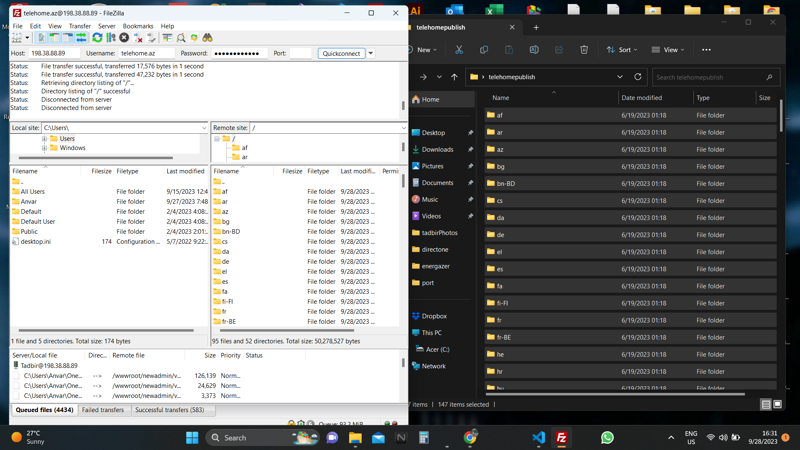 telehome.az@198.38.88.89 - FileZilla
File Edit View Transfer Server Bookmarks Help
Host: 198.38.88.89 Username: telehome.az Password: •••••••••••• Port: Quickconnect
Status: File transfer successful, transferred 17,576 bytes in 1 second
Status: File transfer successful, transferred 47,232 bytes in 1 second
Status: Retrieving directory listing of "/"...
Status: Directory listing of "/" successful
Status: Disconnected from server
Status: Disconnected from server
Local site: C:\Users\
Users
Windows
Remote site: /
/
af
ar
Filename Filesize Filetype Last modified
..
All Users File folder 9/15/2023 12:4
Anvar File folder 9/27/2023 7:48
Default File folder 2/4/2023 4:08:
Default User File folder 2/4/2023 4:08:
Public File folder 2/4/2023 2:01:
desktop.ini 174 Configuration ... 5/7/2022 9:22:
1 file and 5 directories. Total size: 174 bytes
Filename Filesize Filetype Last modifi... Permi
..
af File folder 9/28/2023 ...
ar File folder 9/28/2023 ...
az File folder 9/28/2023 ...
bg File folder 9/28/2023 ...
bn-BD File folder 9/28/2023 ...
cs File folder 9/28/2023 ...
da File folder 9/28/2023 ...
de File folder 9/28/2023 ...
el File folder 9/28/2023 ...
es File folder 9/28/2023 ...
fa File folder 9/28/2023 ...
fi-FI File folder 9/28/2023 ...
fr File folder 9/28/2023 ...
fr-BE File folder 9/28/2023 ...
95 files and 52 directories. Total size: 50,278,527 bytes
Server/Local file Direc... Remote file Size Priority Status
Tadbir@198.38.88.89
C:\Users\Anvar\One... --> /wwwroot/newadmin/v... 126,139 Norm...
C:\Users\Anvar\One... --> /wwwroot/newadmin/v... 24,629 Norm...
C:\Users\Anvar\One... --> /wwwroot/newadmin/v... 3,373 Norm...
Queued files (4434) Failed transfers Successful transfers (583)
Queue: 93.2 MiB
telehomepublish
New Sort View
telehomepublish
Search telehomepublish
Home
Desktop
Downloads
Pictures
Documents
Music
Videos
tadbirPhotos
directone
energazer
port
Dropbox
This PC
Acer (C:)
Network
Name Date modified Type Size
af 6/19/2023 01:18 File folder
ar 6/19/2023 01:18 File folder
az 6/19/2023 01:18 File folder
bg 6/19/2023 01:18 File folder
bn-BD 6/19/2023 01:18 File folder
cs 6/19/2023 01:18 File folder
da 6/19/2023 01:18 File folder
de 6/19/2023 01:18 File folder
el 6/19/2023 01:18 File folder
es 6/19/2023 01:18 File folder
fa 6/19/2023 01:18 File folder
fi-FI 6/19/2023 01:18 File folder
fr 6/19/2023 01:18 File folder
fr-BE 6/19/2023 01:18 File folder
he 6/19/2023 01:18 File folder
hr 6/19/2023 01:18 File folder
hu 6/19/2023 01:18 File folder
7 items 147 items selected
27°C
Sunny
Search
ENG
US
16:31
9/28/2023